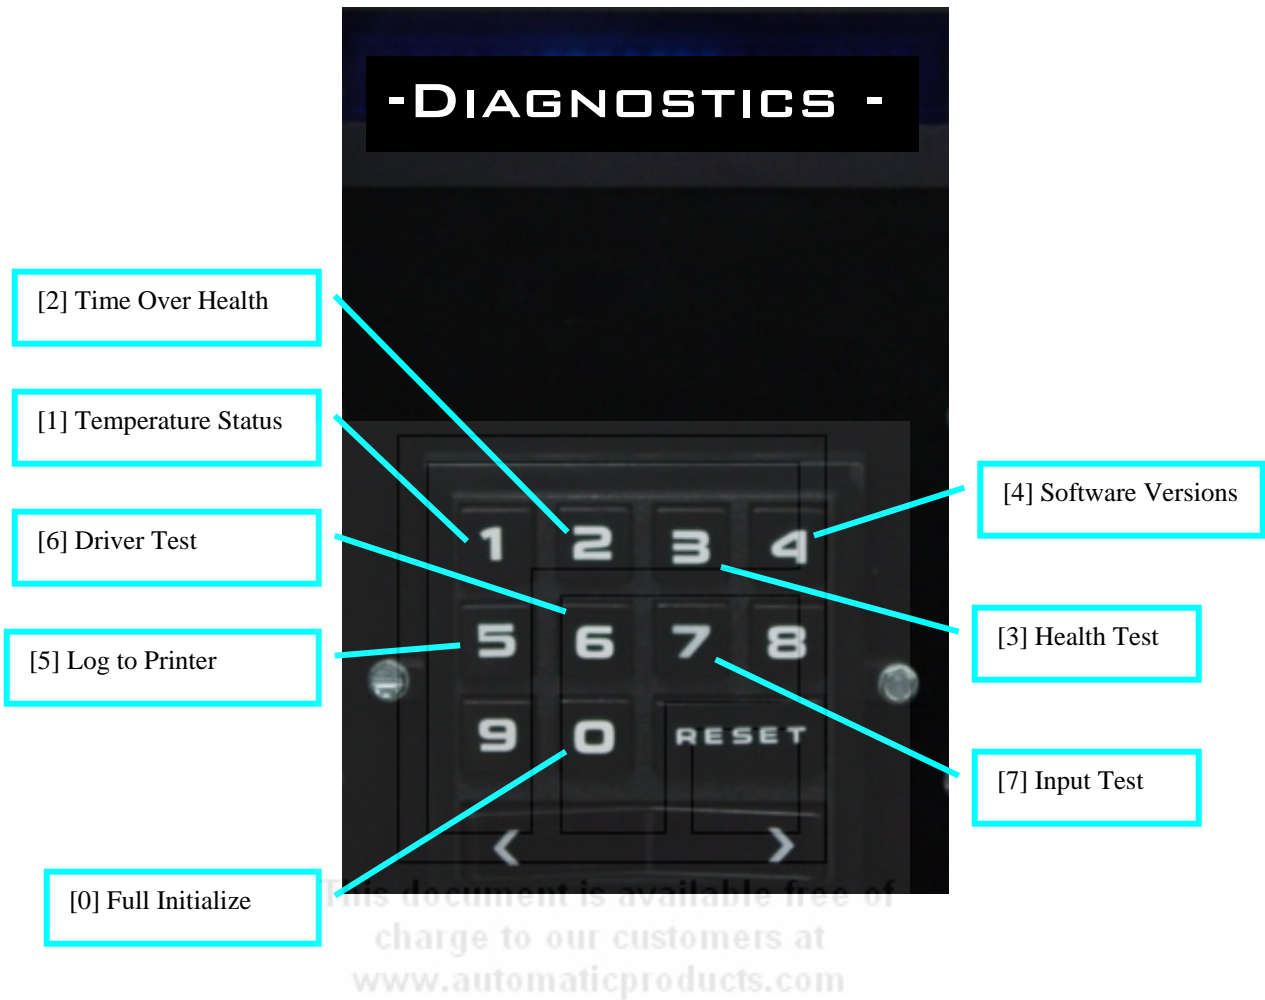 -DIAGNOSTICS -
[2] Time Over Health
[1] Temperature Status
[4] Software Versions
[6] Driver Test
1 2 3 4
[3] Health Test
[5] Log to Printer
5 6 7 8
9 0 RESET
[7] Input Test
< >
[0] Full Initialize
This document is available free of
charge to our customers at
www.automaticproducts.com